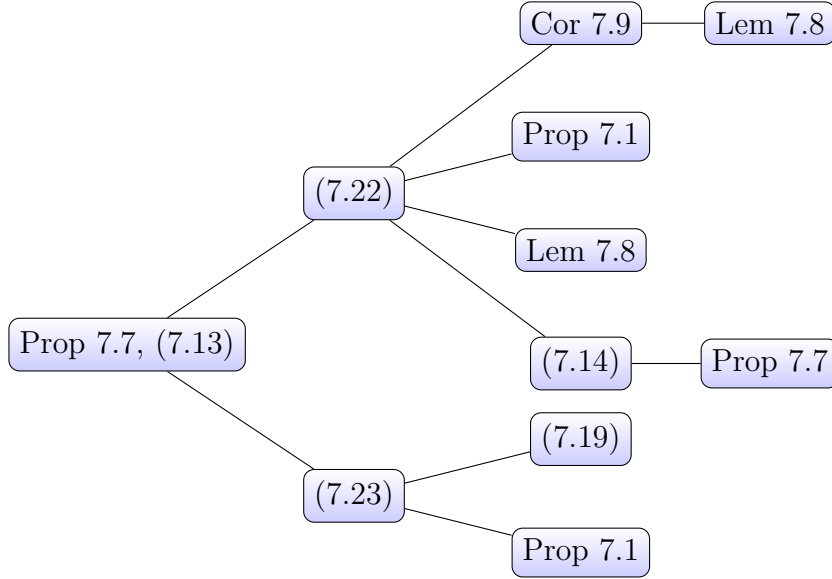 Cor 7.9
Lem 7.8
Prop 7.1
(7.22)
Lem 7.8
Prop 7.7, (7.13)
(7.14)
Prop 7.7
(7.19)
(7.23)
Prop 7.1